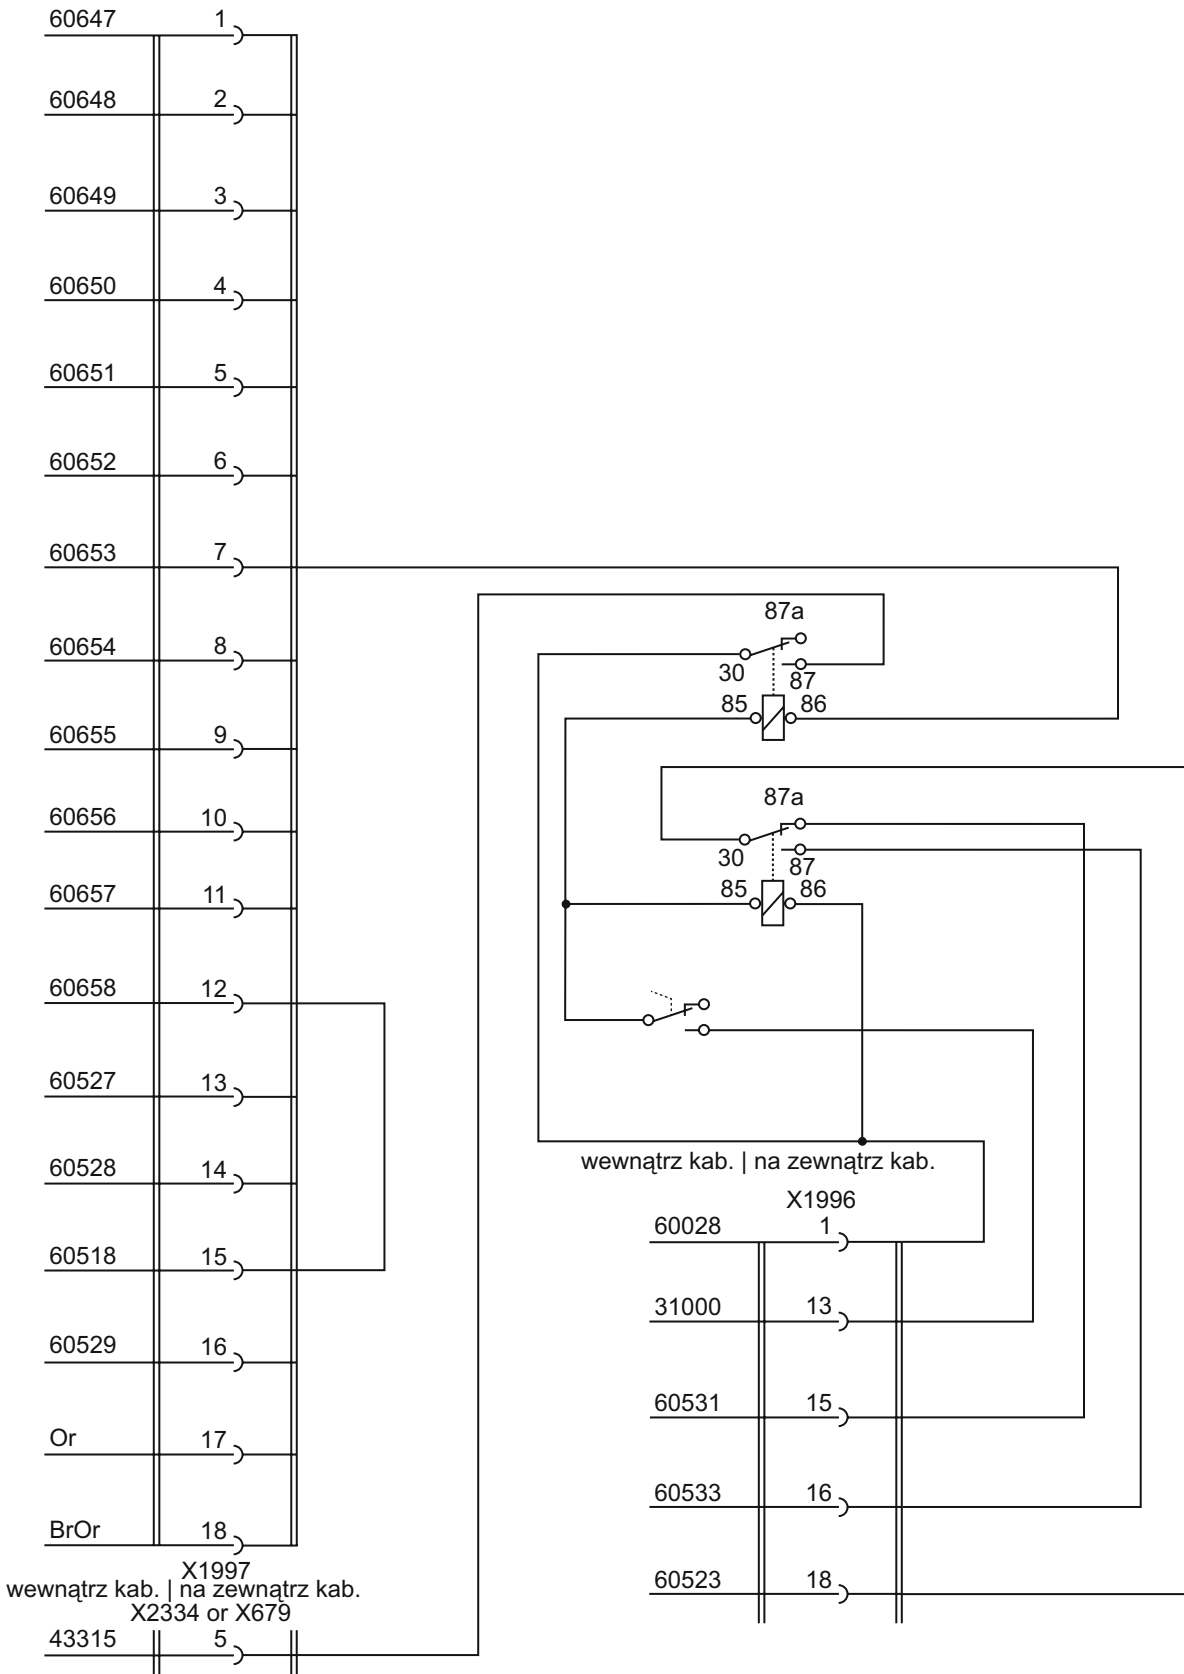 60647 1
60648 2
60649 3
60650 4
60651 5
60652 6
60653 7
87a
30 87
60654 8
85 86
60655 9
87a
60656 10
30 87
85 86
60657 11
60658 12
60527 13
60528 14
wewnątrz kab. | na zewnątrz kab.
X1996
60028 1
60518 15
31000 13
60529 16
60531 15
Or 17
60533 16
BrOr 18
X1997
60523 18
wewnątrz kab. | na zewnątrz kab.
X2334 or X679
43315 5